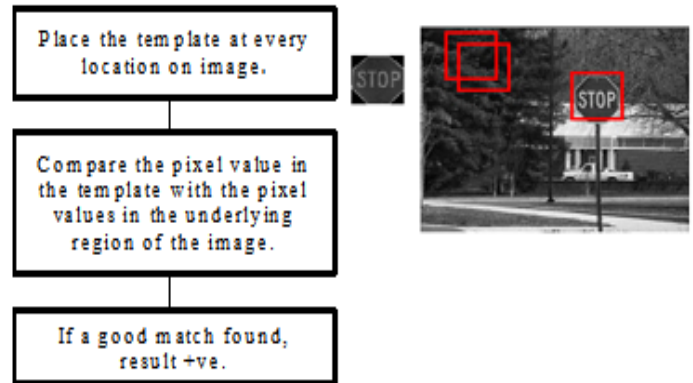 Place the template at every
location on image.
STOP
STOP
Compare the pixel value in
the template with the pixel
values in the underlying
region of the image.
If a good match found,
result +ve.